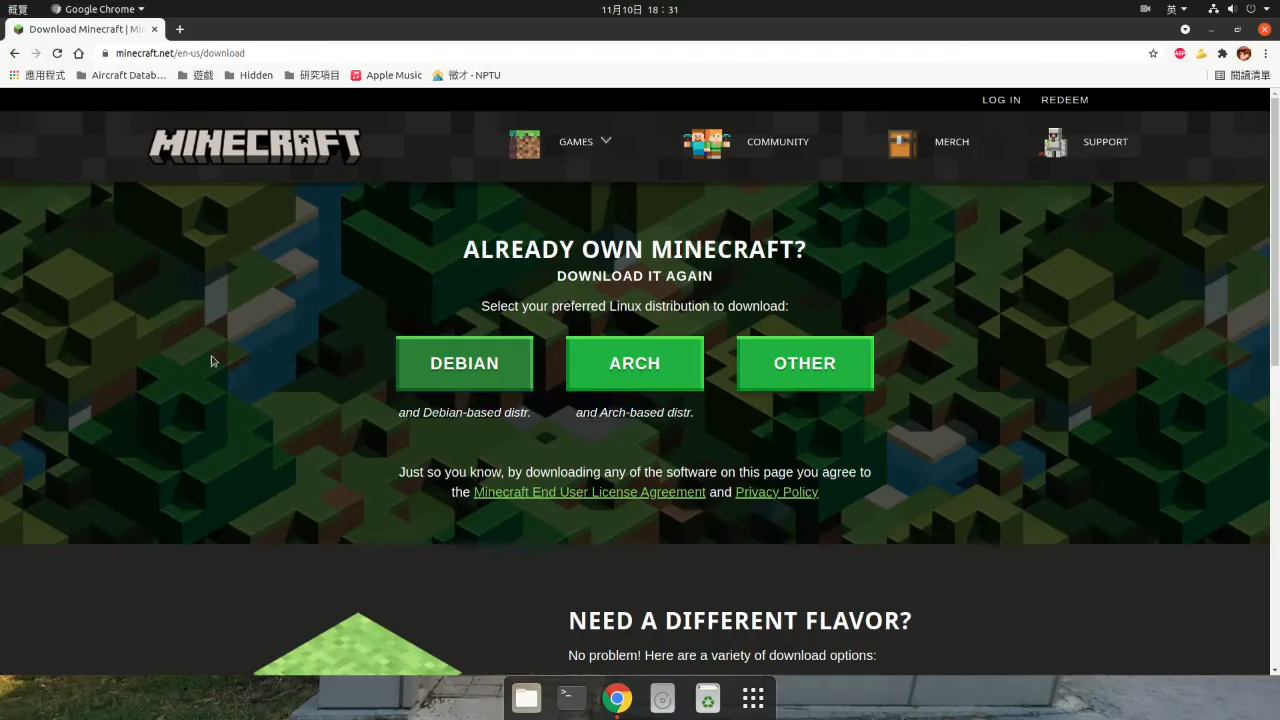 概覽
Google Chrome
11月10日 18：31
英
Download Minecraft | Min
minecraft.net/en-us/download
ABP
應用程式
Aircraft Datab…
遊戲
Hidden
研究項目
Apple Music
徵才 - NPTU
閱讀清單
LOG IN
REDEEM
MINECRAFT
GAMES
COMMUNITY
MERCH
SUPPORT
ALREADY OWN MINECRAFT?
DOWNLOAD IT AGAIN
Select your preferred Linux distribution to download:
DEBIAN
ARCH
OTHER
and Debian-based distr.
and Arch-based distr.
Just so you know, by downloading any of the software on this page you agree to
the Minecraft End User License Agreement and Privacy Policy
NEED A DIFFERENT FLAVOR?
No problem! Here are a variety of download options: